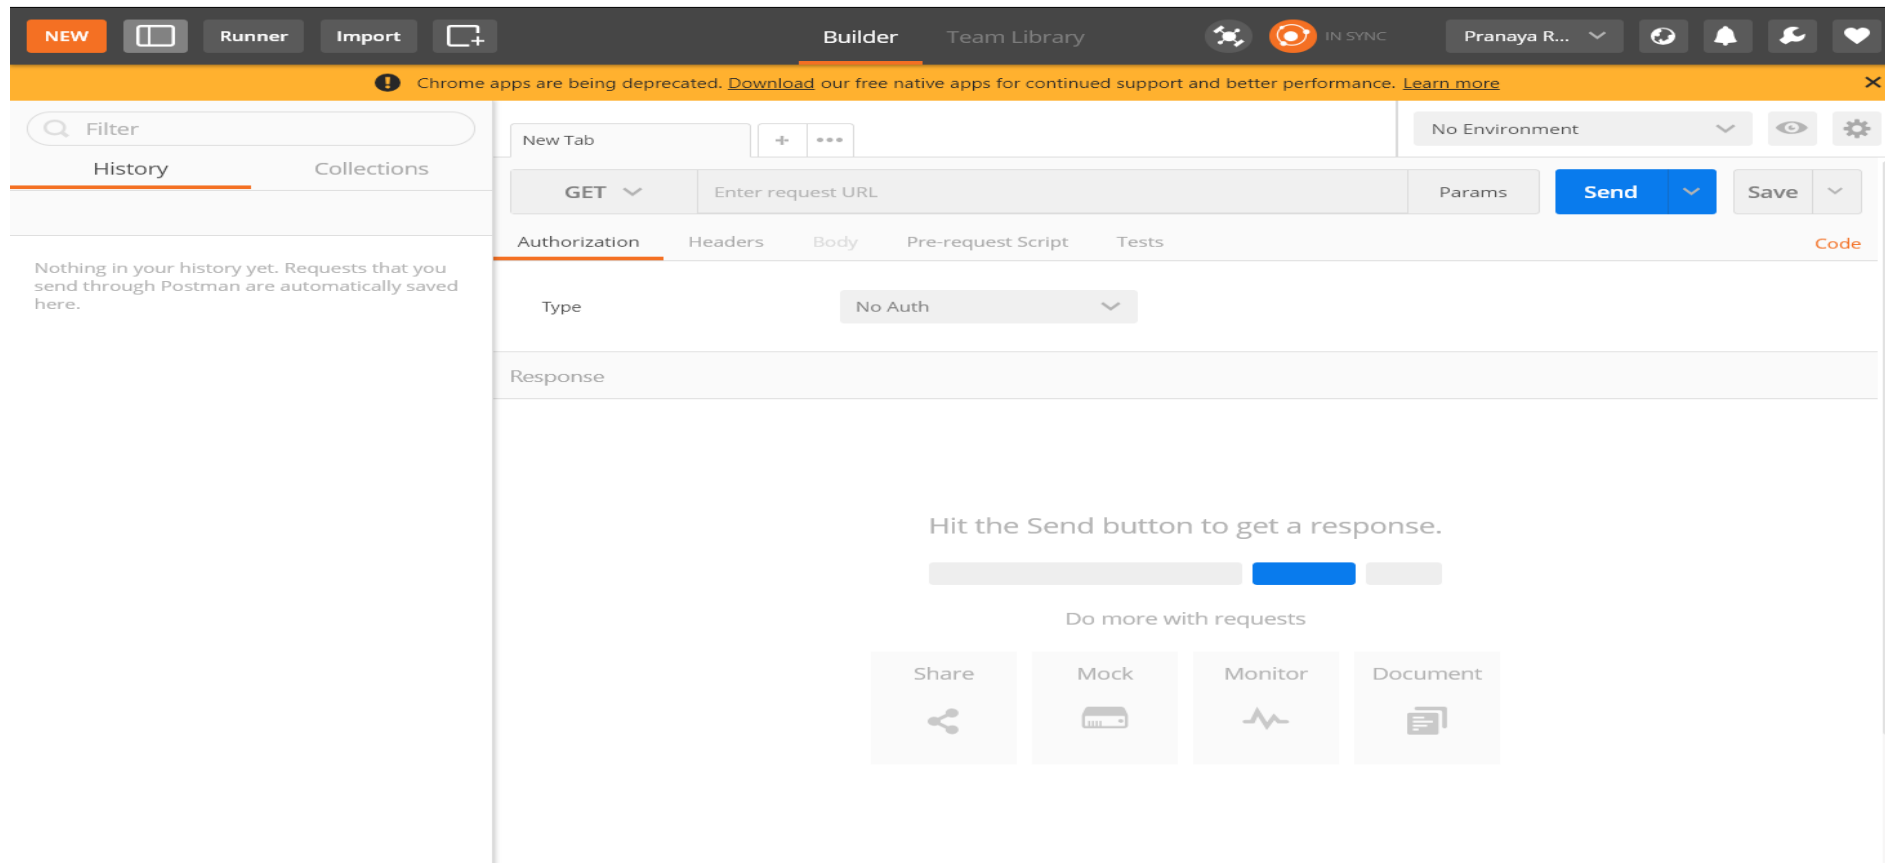 NEW Runner Import Builder Team Library IN SYNC Pranaya R...
Chrome apps are being deprecated. Download our free native apps for continued support and better performance. Learn more
Filter
History Collections
Nothing in your history yet. Requests that you
send through Postman are automatically saved
here.
New Tab
No Environment
GET Enter request URL Params Send Save
Authorization Headers Body Pre-request Script Tests Code
Type No Auth
Response
Hit the Send button to get a response.
Do more with requests
Share Mock Monitor Document